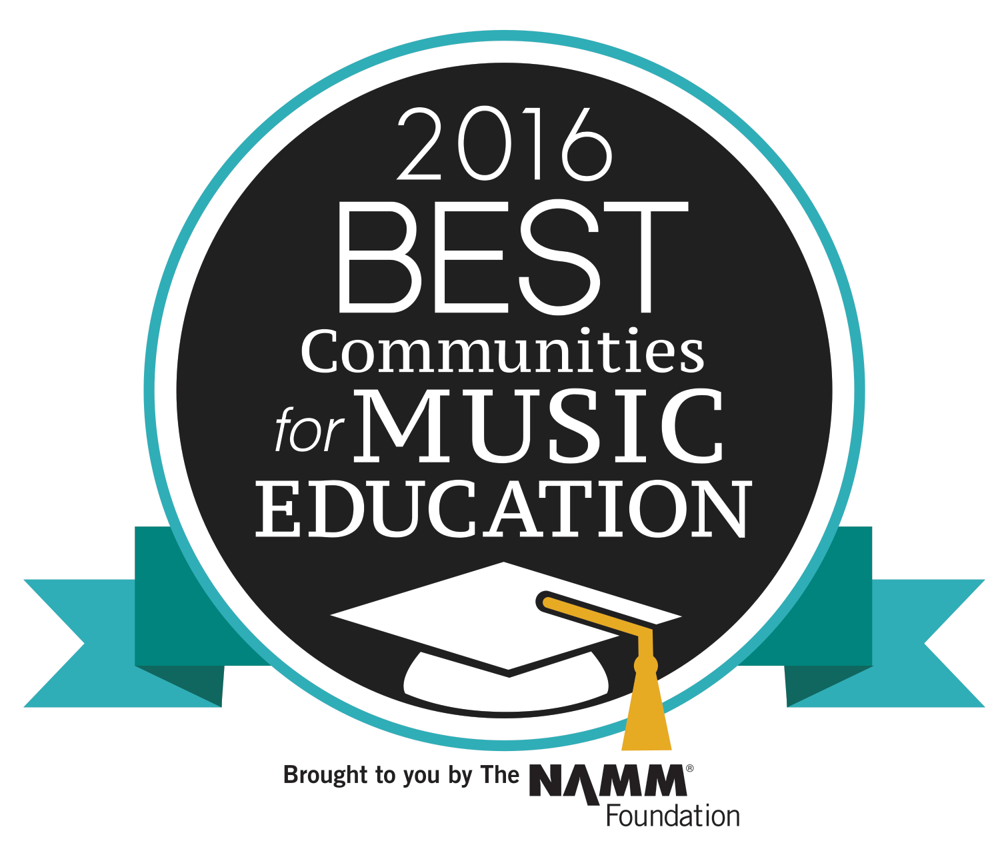 2016
BEST
Communities
for MUSIC
EDUCATION
Brought to you by The NAMM®
Foundation